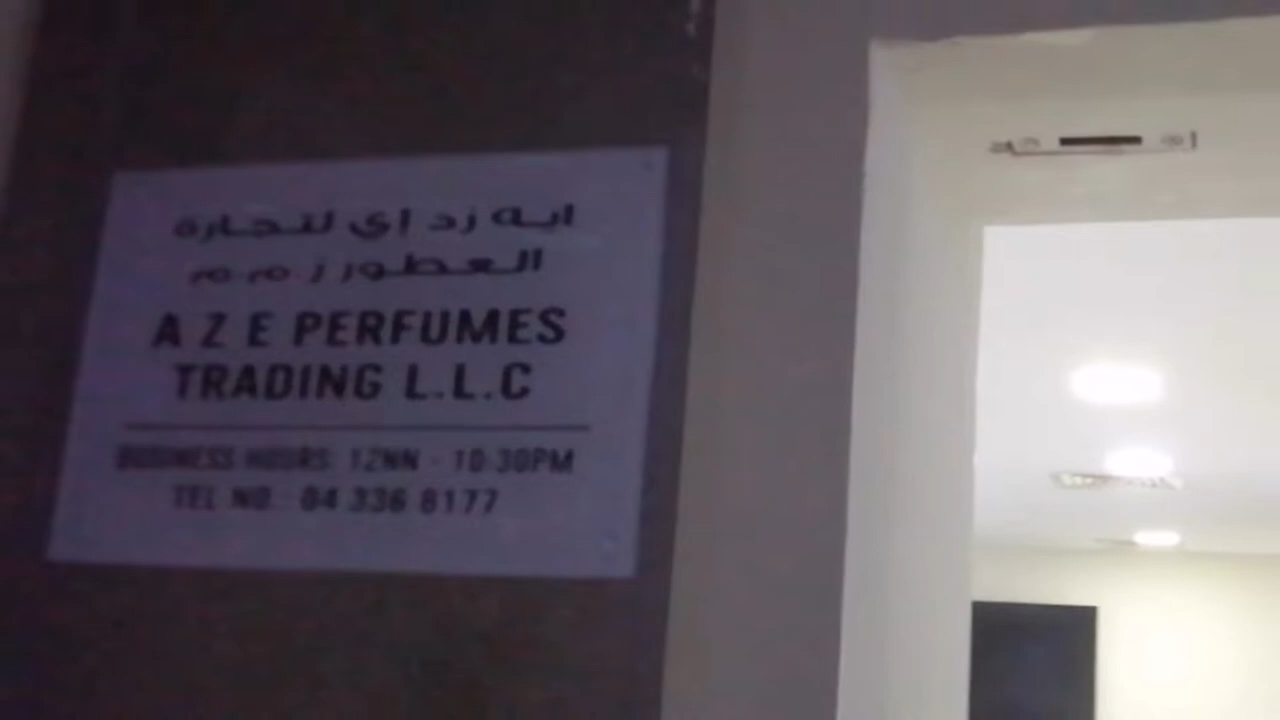 ايه زد اي لتجارة
العطور ز.م.م
A Z E PERFUMES
TRADING L.L.C
BUSINESS HOURS: 12NN - 10:30PM
TEL NO.: 04 336 8177